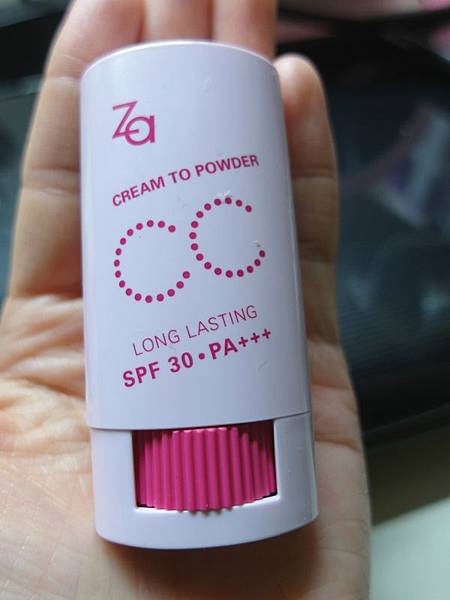 Za
CREAM TO POWDER
CC
LONG LASTING
SPF 30•PA+++